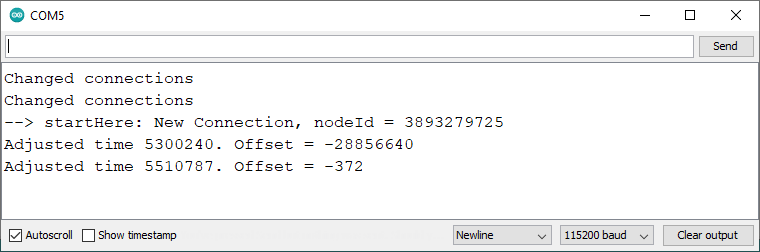 COM5
Send
Changed connections
Changed connections
--> startHere: New Connection, nodeId = 3893279725
Adjusted time 5300240. Offset = -28856640
Adjusted time 5510787. Offset = -372
Autoscroll Show timestamp Newline 115200 baud Clear output